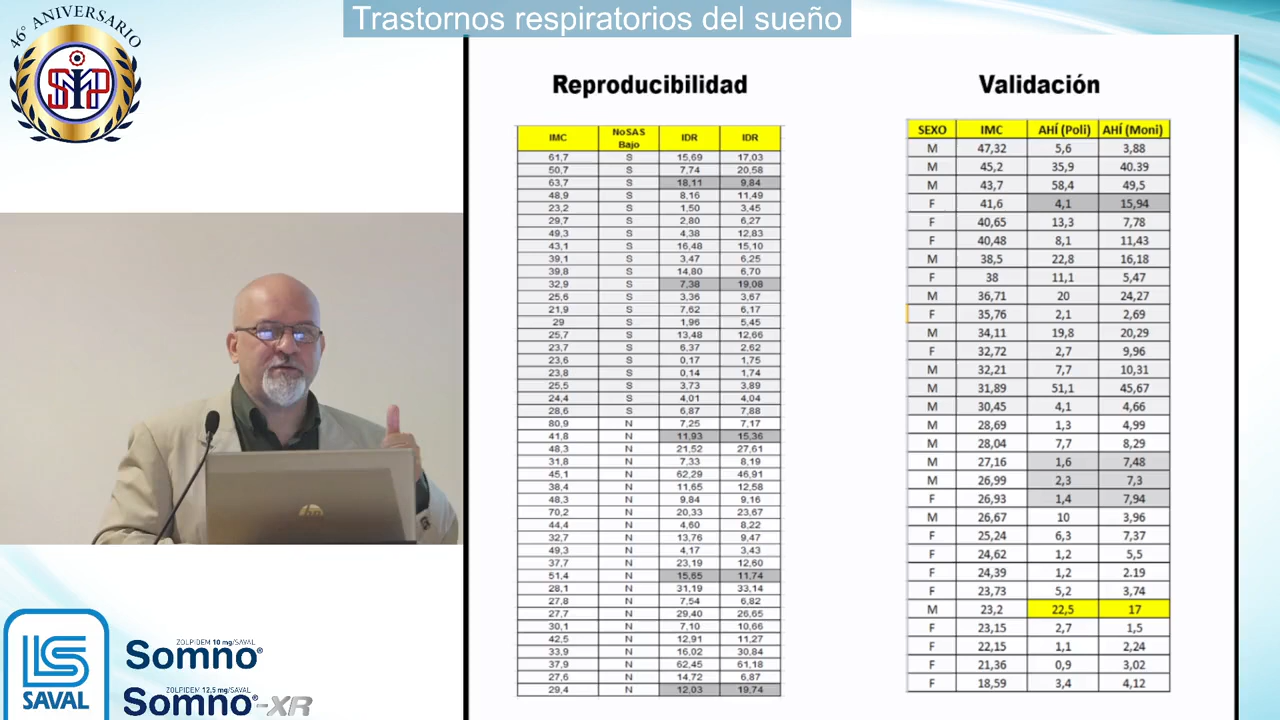 Trastornos respiratorios del sueño
46° ANIVERSARIO
SMP
Reproducibilidad
Validación
IMC NoSAS Bajo IDR IDR
61,7 S 15,69 17,03
50,7 S 7,74 20,58
63,7 S 18,11 9,84
48,9 S 8,16 11,49
23,2 S 1,50 3,45
29,7 S 2,80 6,27
49,3 S 4,38 12,83
43,1 S 16,48 15,10
39,1 S 3,47 6,25
39,8 S 14,80 6,70
32,9 S 7,38 19,08
25,6 S 3,36 3,67
21,9 S 7,62 6,17
29 S 1,96 5,45
25,7 S 13,48 12,66
23,7 S 6,37 2,62
23,6 S 0,17 1,75
23,8 S 0,14 1,74
25,5 S 3,73 3,89
24,4 S 4,01 4,04
28,6 S 6,87 7,88
80,9 N 7,25 7,17
41,8 N 11,93 15,36
48,3 N 21,52 27,61
31,8 N 7,33 8,19
45,1 N 62,29 46,91
38,4 N 11,65 12,58
48,3 N 9,84 9,16
70,2 N 20,33 23,67
44,4 N 4,60 8,22
32,7 N 13,76 9,47
49,3 N 4,17 3,43
37,7 N 23,19 12,60
51,4 N 15,65 11,74
28,1 N 31,19 33,14
27,8 N 7,54 6,82
27,7 N 29,40 26,65
30,1 N 7,10 10,66
42,5 N 12,91 11,27
33,9 N 16,02 30,84
37,9 N 62,45 61,18
27,6 N 14,72 6,87
29,4 N 12,03 19,74
SEXO IMC AHÍ (Poli) AHÍ (Moni)
M 47,32 5,6 3,88
M 45,2 35,9 40.39
M 43,7 58,4 49,5
F 41,6 4,1 15,94
F 40,65 13,3 7,78
F 40,48 8,1 11,43
M 38,5 22,8 16,18
F 38 11,1 5,47
M 36,71 20 24,27
F 35,76 2,1 2,69
M 34,11 19,8 20,29
F 32,72 2,7 9,96
M 32,21 7,7 10,31
M 31,89 51,1 45,67
M 30,45 4,1 4,66
M 28,69 1,3 4,99
M 28,04 7,7 8,29
M 27,16 1,6 7,48
M 26,99 2,3 7,3
F 26,93 1,4 7,94
M 26,67 10 3,96
F 25,24 6,3 7,37
F 24,62 1,2 5,5
F 24,39 1,2 2.19
F 23,73 5,2 3,74
M 23,2 22,5 17
F 23,15 2,7 1,5
F 22,15 1,1 2,24
F 21,36 0,9 3,02
F 18,59 3,4 4,12
hp
SAVAL
ZOLPIDEM 10 mg/SAVAL
Somno®
ZOLPIDEM 12,5 mg/SAVAL
Somno®-XR